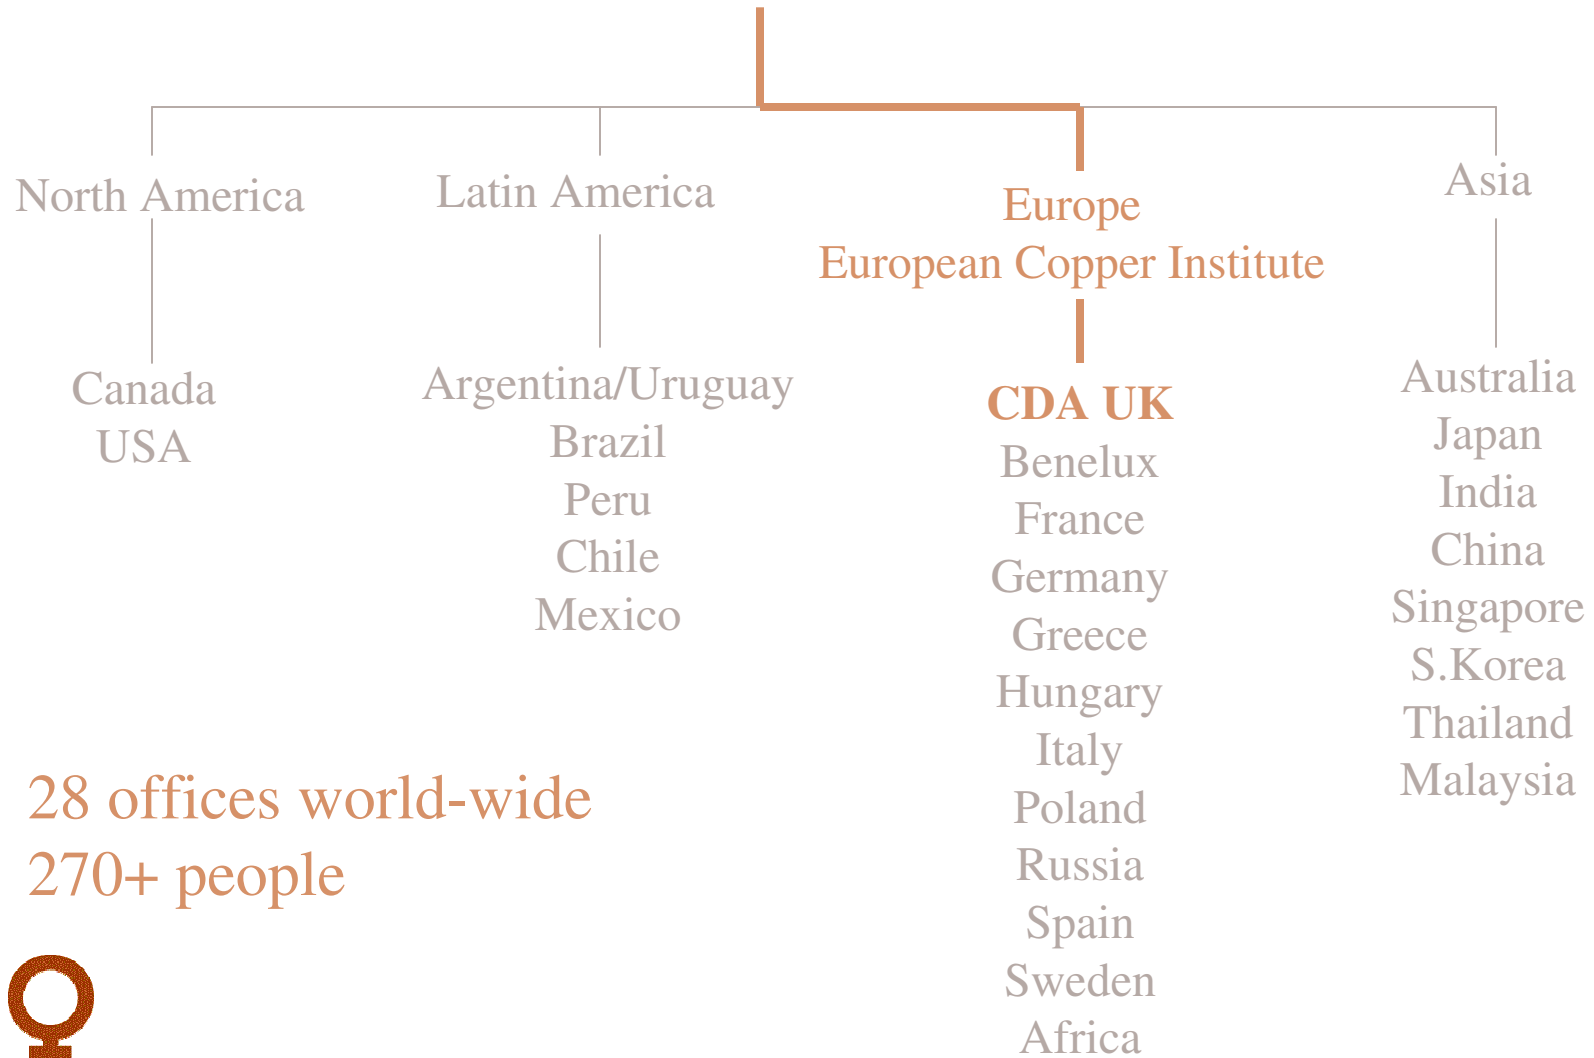 North America
Canada
USA
Latin America
Argentina/Uruguay
Brazil
Peru
Chile
Mexico
Europe
European Copper Institute
CDA UK
Benelux
France
Germany
Greece
Hungary
Italy
Poland
Russia
Spain
Sweden
Africa
Asia
Australia
Japan
India
China
Singapore
S.Korea
Thailand
Malaysia
28 offices world-wide
270+ people